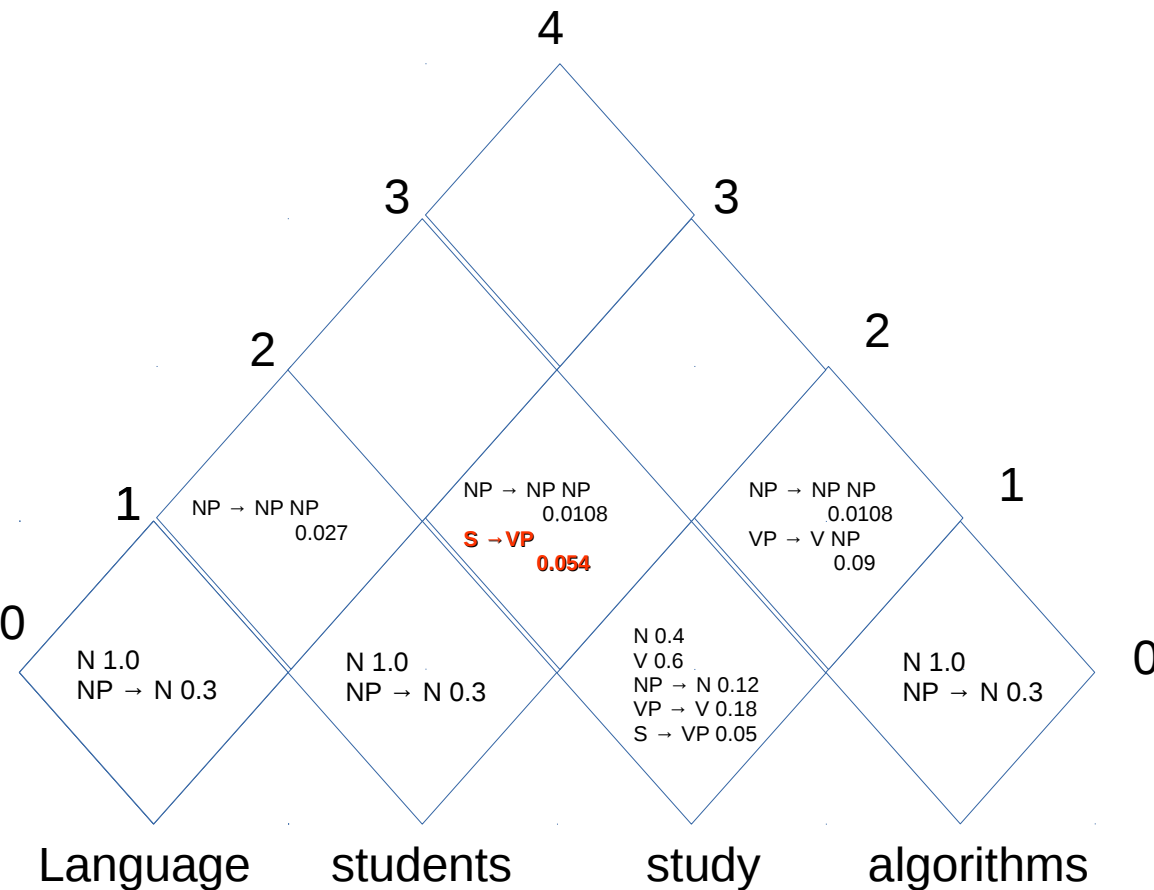 4
3
3
2
2
1
NP → NP NP
0.027
NP → NP NP
0.0108
S →VP
0.054
NP → NP NP
0.0108
VP → V NP
0.09
1
0
N 1.0
NP → N 0.3
N 1.0
NP → N 0.3
N 0.4
V 0.6
NP → N 0.12
VP → V 0.18
S → VP 0.05
N 1.0
NP → N 0.3
0
Language students study algorithms